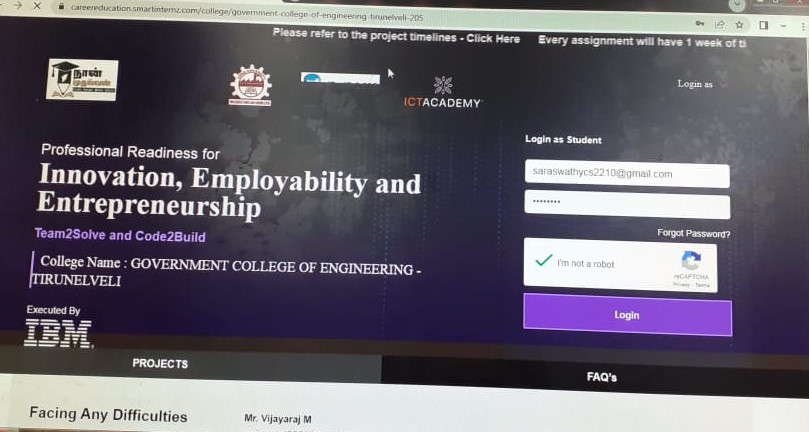 careereducation.smartinternz.com/college/government-college-of-engineering-tirunelveli-205
Please refer to the project timelines - Click Here Every assignment will have 1 week of ti
நான்
முதல்வன்
ICTACADEMY
Login as
Login as Student
saraswathycs2210@gmail.com
••••••••
Forgot Password?
I'm not a robot
reCAPTCHA
Privacy - Terms
Login
Professional Readiness for
Innovation, Employability and
Entrepreneurship
Team2Solve and Code2Build
College Name : GOVERNMENT COLLEGE OF ENGINEERING -
TIRUNELVELI
Executed By
IBM
PROJECTS
FAQ's
Facing Any Difficulties
Mr. Vijayaraj M